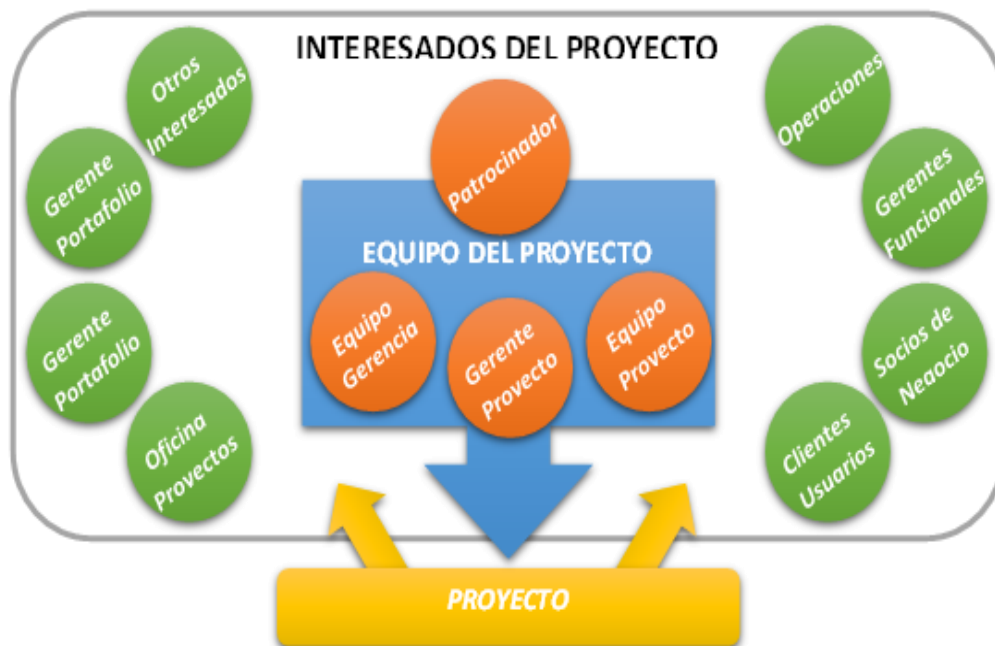 INTERESADOS DEL PROYECTO
Otros
Interesados
Gerente
Portafolio
Gerente
Portafolio
Oficina
Proyectos
Patrocinador
EQUIPO DEL PROYECTO
Equipo
Gerencia
Gerente
Proyecto
Equipo
Proyecto
Operaciones
Gerentes
Funcionales
Socios de
Negocio
Clientes
Usuarios
PROYECTO